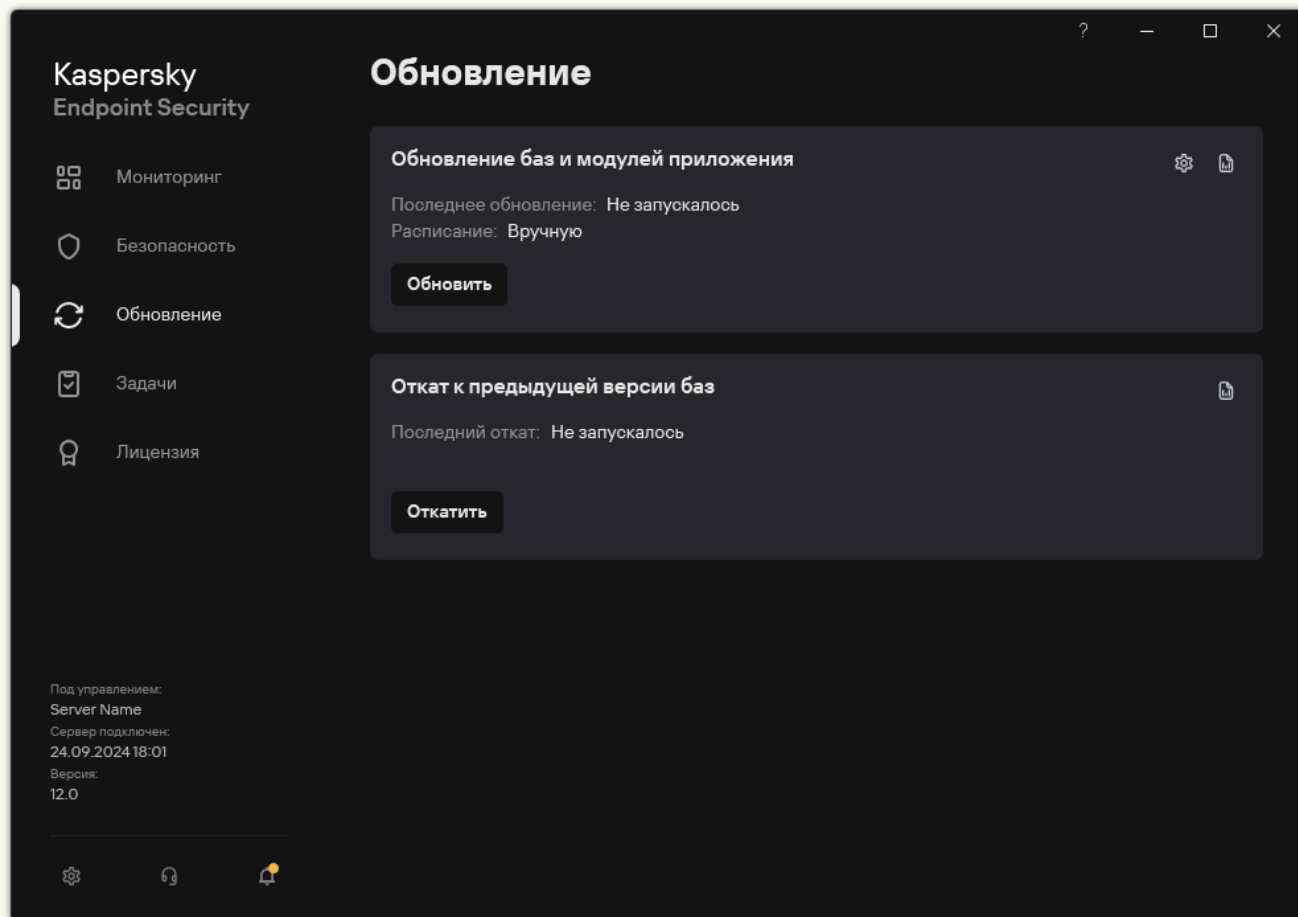 ?
Kaspersky
Endpoint Security
Мониторинг
Безопасность
Обновление
Задачи
Лицензия
Под управлением:
Server Name
Сервер подключен:
24.09.2024 18:01
Версия:
12.0
Обновление
Обновление баз и модулей приложения
Последнее обновление: Не запускалось
Расписание: Вручную
Обновить
Откат к предыдущей версии баз
Последний откат: Не запускалось
Откатить